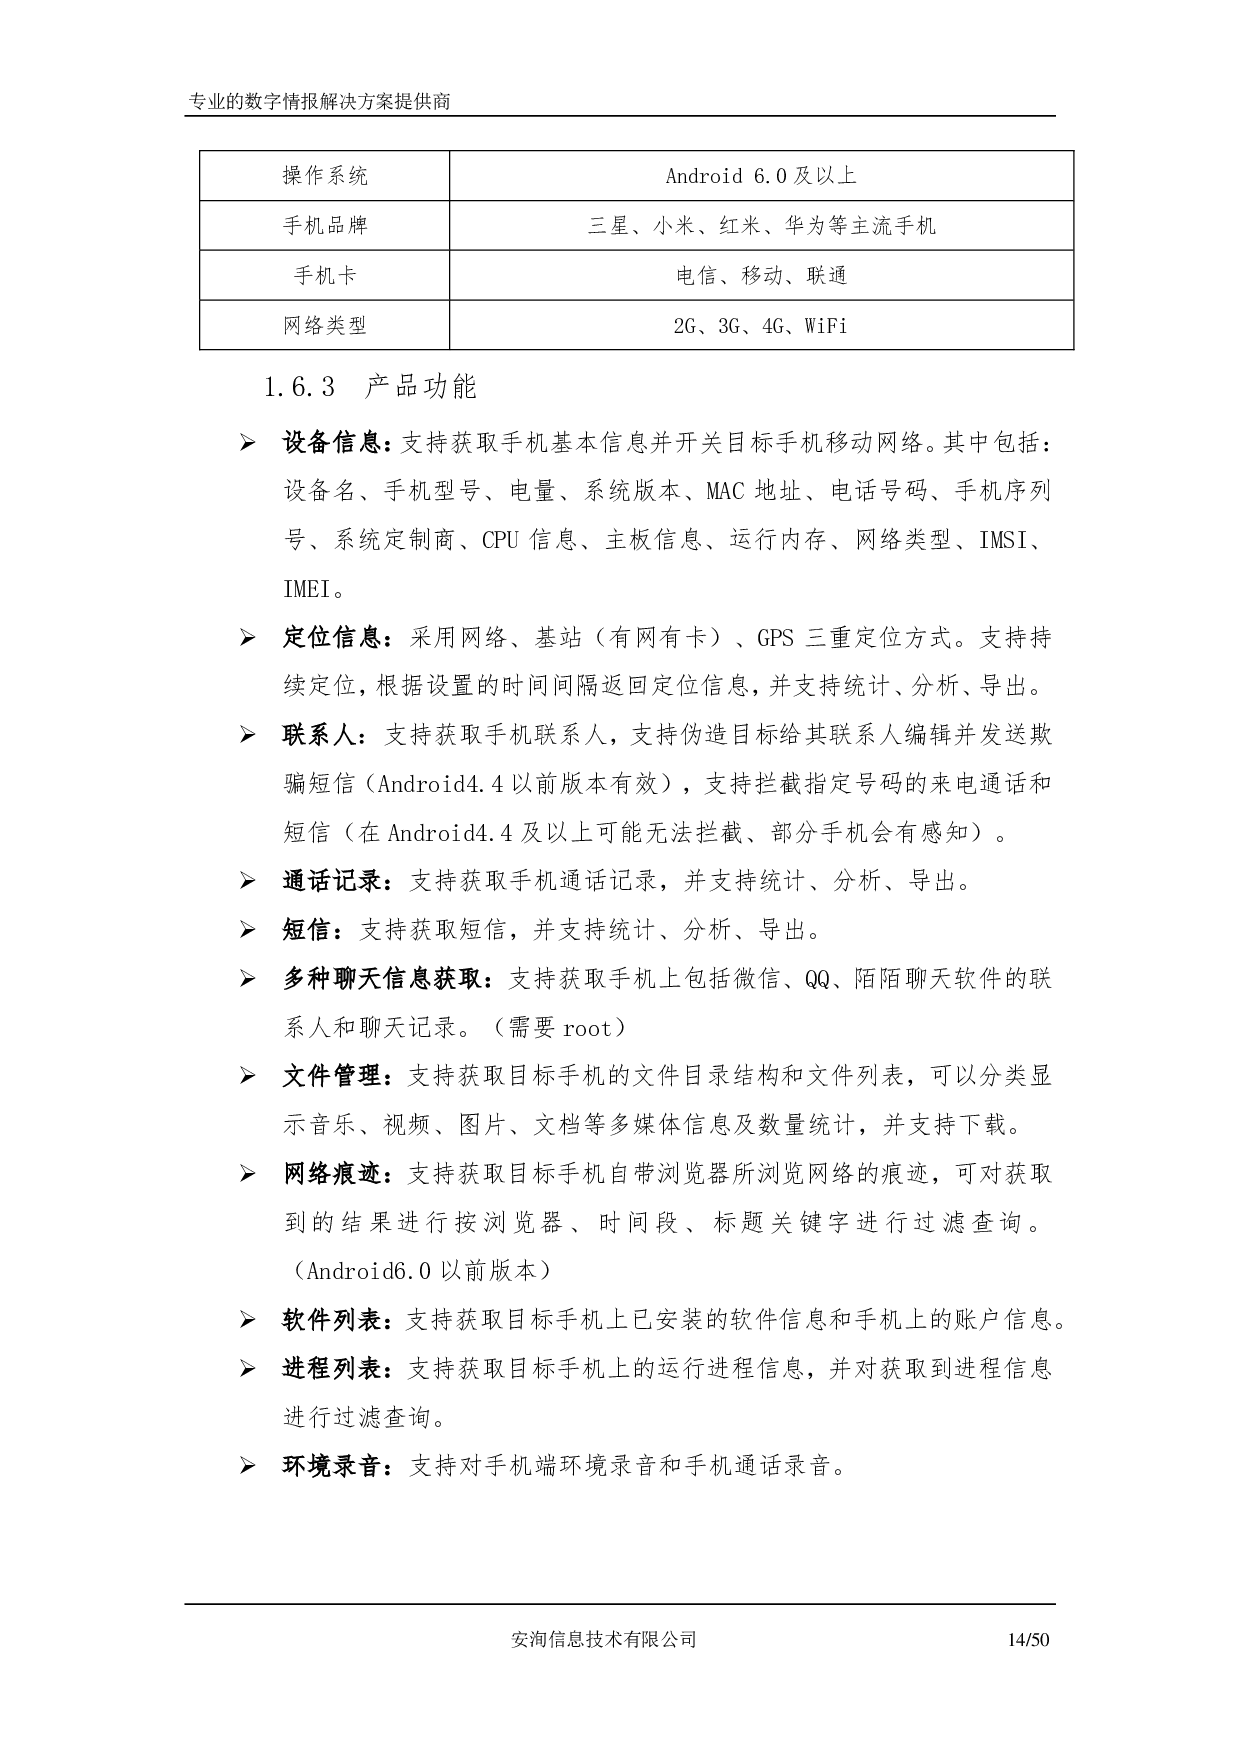 专业的数字情报解决方案提供商
操作系统 Android 6.0及以上
手机品牌 三星、小米、红米、华为等主流手机
手机卡 电信、移动、联通
网络类型 2G、3G、4G、WiFi
1.6.3 产品功能
➢ 设备信息：支持获取手机基本信息并开关目标手机移动网络。其中包括：
设备名、手机型号、电量、系统版本、MAC 地址、电话号码、手机序列
号、系统定制商、CPU 信息、主板信息、运行内存、网络类型、IMSI、
IMEI。
➢ 定位信息：采用网络、基站（有网有卡）、GPS 三重定位方式。支持持
续定位，根据设置的时间间隔返回定位信息，并支持统计、分析、导出。
➢ 联系人：支持获取手机联系人，支持伪造目标给其联系人编辑并发送欺
骗短信（Android4.4以前版本有效），支持拦截指定号码的来电通话和
短信（在 Android4.4 及以上可能无法拦截、部分手机会有感知）。
➢ 通话记录：支持获取手机通话记录，并支持统计、分析、导出。
➢ 短信：支持获取短信，并支持统计、分析、导出。
➢ 多种聊天信息获取：支持获取手机上包括微信、QQ、陌陌聊天软件的联
系人和聊天记录。（需要 root）
➢ 文件管理：支持获取目标手机的文件目录结构和文件列表，可以分类显
示音乐、视频、图片、文档等多媒体信息及数量统计，并支持下载。
➢ 网络痕迹：支持获取目标手机自带浏览器所浏览网络的痕迹，可对获取
到的结果进行按浏览器、时间段、标题关键字进行过滤查询。
（Android6.0 以前版本）
➢ 软件列表：支持获取目标手机上已安装的软件信息和手机上的账户信息。
➢ 进程列表：支持获取目标手机上的运行进程信息，并对获取到进程信息
进行过滤查询。
➢ 环境录音：支持对手机端环境录音和手机通话录音。
安洵信息技术有限公司 14/50